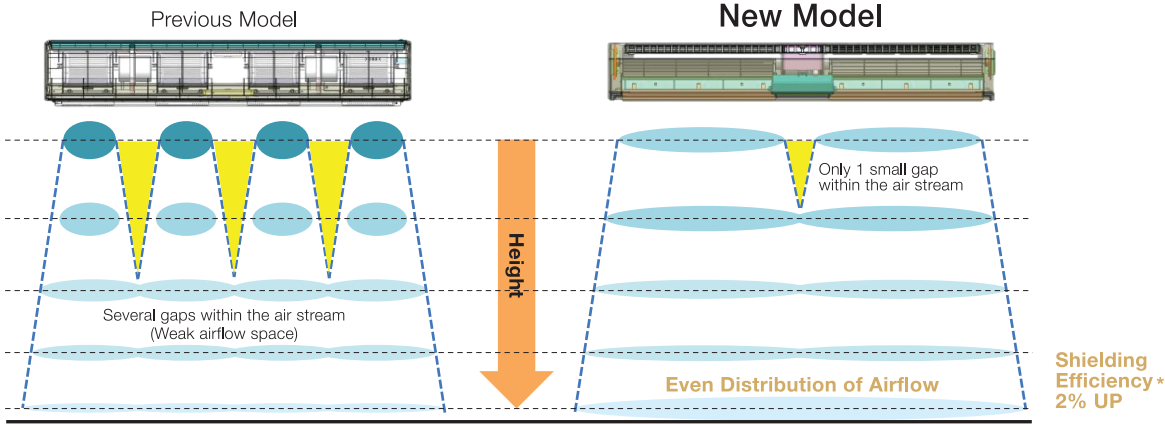 Previous Model
New Model
Only 1 small gap
within the air stream
Height
Several gaps within the air stream
(Weak airflow space)
Even Distribution of Airflow
Shielding
Efficiency *
2% UP